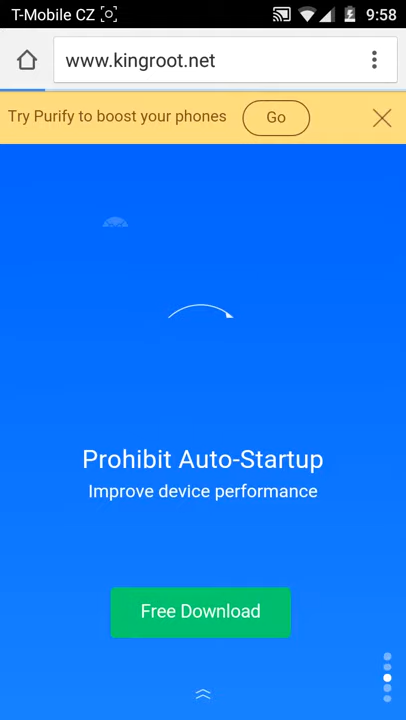 T-Mobile CZ
9:58
www.kingroot.net
Try Purify to boost your phones
Go
Prohibit Auto-Startup
Improve device performance
Free Download